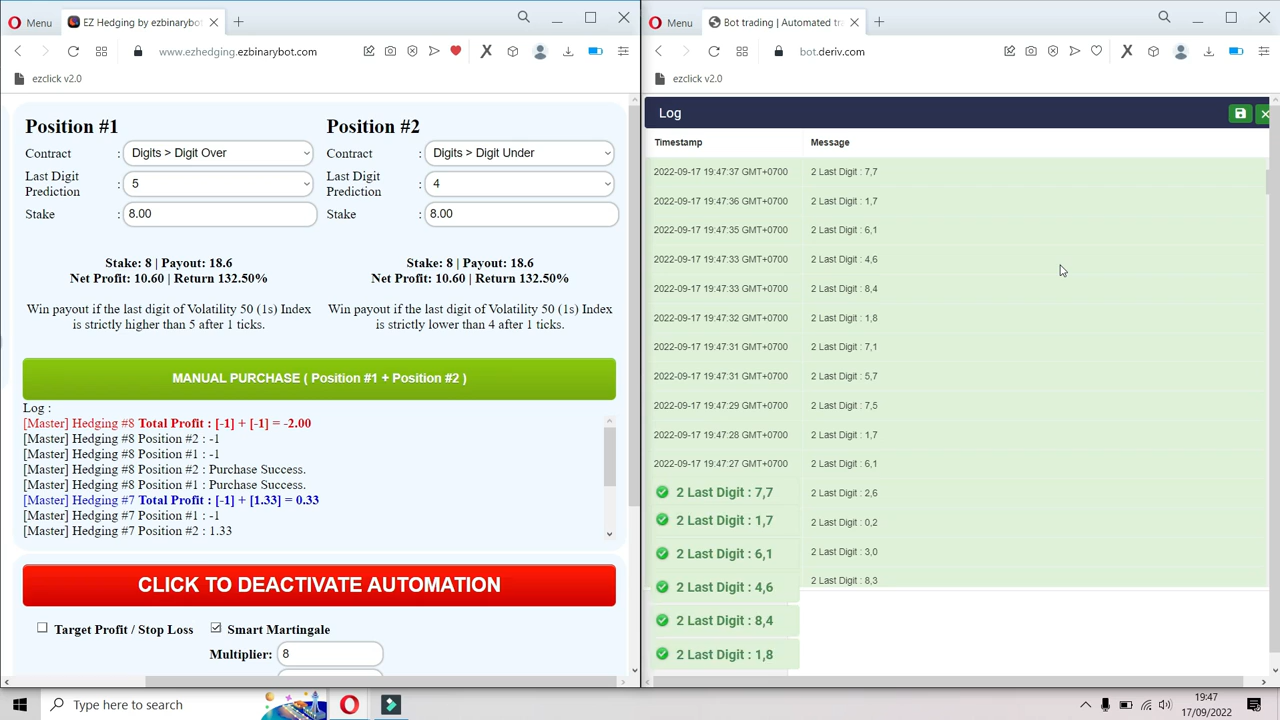 Menu
EZ Hedging by ezbinarybot
www.ezhedging.ezbinarybot.com
ezclick v2.0
Position #1
Position #2
Contract : Digits > Digit Over
Contract : Digits > Digit Under
Last Digit Prediction : 5
Last Digit Prediction : 4
Stake : 8.00
Stake : 8.00
Stake: 8 | Payout: 18.6
Net Profit: 10.60 | Return 132.50%
Stake: 8 | Payout: 18.6
Net Profit: 10.60 | Return 132.50%
Win payout if the last digit of Volatility 50 (1s) Index
is strictly higher than 5 after 1 ticks.
Win payout if the last digit of Volatility 50 (1s) Index
is strictly lower than 4 after 1 ticks.
MANUAL PURCHASE ( Position #1 + Position #2 )
Log :
[Master] Hedging #8 Total Profit : [-1] + [-1] = -2.00
[Master] Hedging #8 Position #2 : -1
[Master] Hedging #8 Position #1 : -1
[Master] Hedging #8 Position #2 : Purchase Success.
[Master] Hedging #8 Position #1 : Purchase Success.
[Master] Hedging #7 Total Profit : [-1] + [1.33] = 0.33
[Master] Hedging #7 Position #1 : -1
[Master] Hedging #7 Position #2 : 1.33
CLICK TO DEACTIVATE AUTOMATION
Target Profit / Stop Loss
Smart Martingale
Multiplier: 8
Menu
Bot trading | Automated tr
bot.deriv.com
ezclick v2.0
Log
Timestamp Message
2022-09-17 19:47:37 GMT+0700 2 Last Digit : 7,7
2022-09-17 19:47:36 GMT+0700 2 Last Digit : 1,7
2022-09-17 19:47:35 GMT+0700 2 Last Digit : 6,1
2022-09-17 19:47:33 GMT+0700 2 Last Digit : 4,6
2022-09-17 19:47:33 GMT+0700 2 Last Digit : 8,4
2022-09-17 19:47:32 GMT+0700 2 Last Digit : 1,8
2022-09-17 19:47:31 GMT+0700 2 Last Digit : 7,1
2022-09-17 19:47:31 GMT+0700 2 Last Digit : 5,7
2022-09-17 19:47:29 GMT+0700 2 Last Digit : 7,5
2022-09-17 19:47:28 GMT+0700 2 Last Digit : 1,7
2022-09-17 19:47:27 GMT+0700 2 Last Digit : 6,1
2 Last Digit : 2,6
2 Last Digit : 0,2
2 Last Digit : 3,0
2 Last Digit : 8,3
2 Last Digit : 7,7
2 Last Digit : 1,7
2 Last Digit : 6,1
2 Last Digit : 4,6
2 Last Digit : 8,4
2 Last Digit : 1,8
Type here to search
19:47
17/09/2022